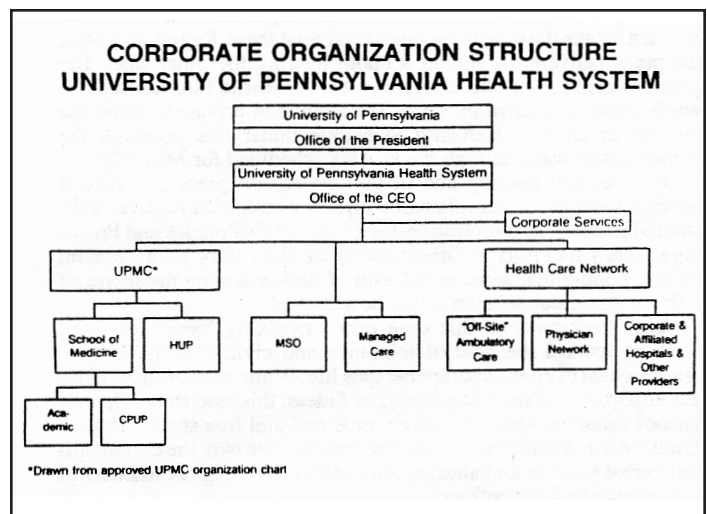 CORPORATE ORGANIZATION STRUCTURE
UNIVERSITY OF PENNSYLVANIA HEALTH SYSTEM
University of Pennsylvania
Office of the President
University of Pennsylvania Health System
Office of the CEO
Corporate Services
UPMC*
Health Care Network
School of
Medicine
HUP
MSO
Managed
Care
"Off-Site"
Ambulatory
Care
Physician
Network
Corporate &
Affiliated
Hospitals &
Other
Providers
Aca-
demic
CPUP
*Drawn from approved UPMC organization chart